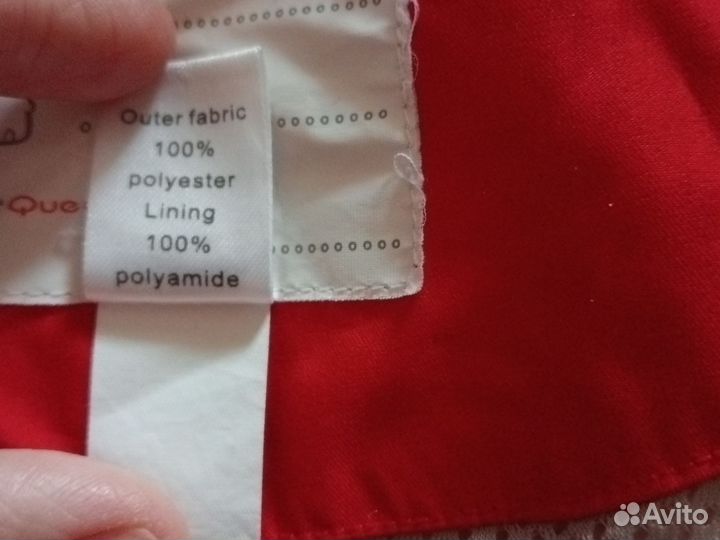 Outer fabric
100%
polyester
Lining
100%
polyamide
Que
Avito